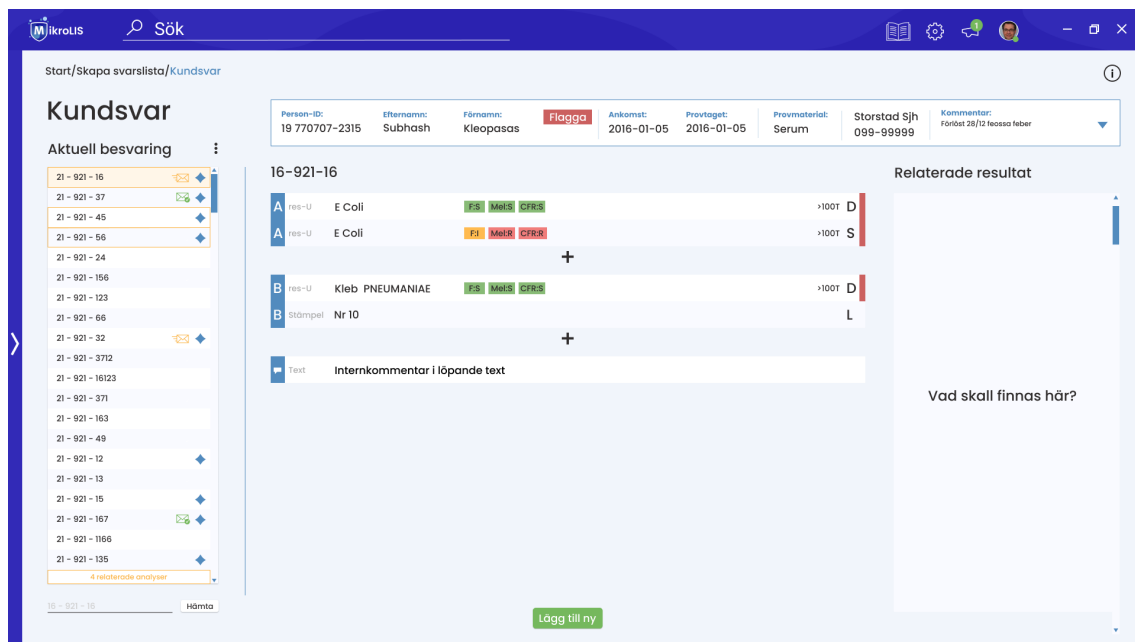 MikroLIS
Sök
1
Start/Skapa svarslista/Kundsvar
Kundsvar
Person-ID:
19 770707-2315
Efternamn:
Subhash
Förnamn:
Kleopasas
Flagga
Ankomst:
2016-01-05
Provtaget:
2016-01-05
Provmaterial:
Serum
Storstad Sjh
099-99999
Kommentar:
Förlöst 28/12 feossa feber
Aktuell besvaring
21 - 921 - 16
21 - 921 - 37
21 - 921 - 45
21 - 921 - 56
21 - 921 - 24
21 - 921 - 156
21 - 921 - 123
21 - 921 - 66
21 - 921 - 32
21 - 921 - 3712
21 - 921 - 16123
21 - 921 - 371
21 - 921 - 163
21 - 921 - 49
21 - 921 - 12
21 - 921 - 13
21 - 921 - 15
21 - 921 - 167
21 - 921 - 1166
21 - 921 - 135
4 relaterade analyser
16 - 921 - 16
Hämta
16-921-16
A res-U E Coli F:S Mel:S CFR:S >100T D
A res-U E Coli F:I Mel:R CFR:R >100T S
+
B res-U Kleb PNEUMANIAE F:S Mel:S CFR:S >100T D
B Stämpel Nr 10 L
+
Text Internkommentar i löpande text
Lägg till ny
Relaterade resultat
Vad skall finnas här?